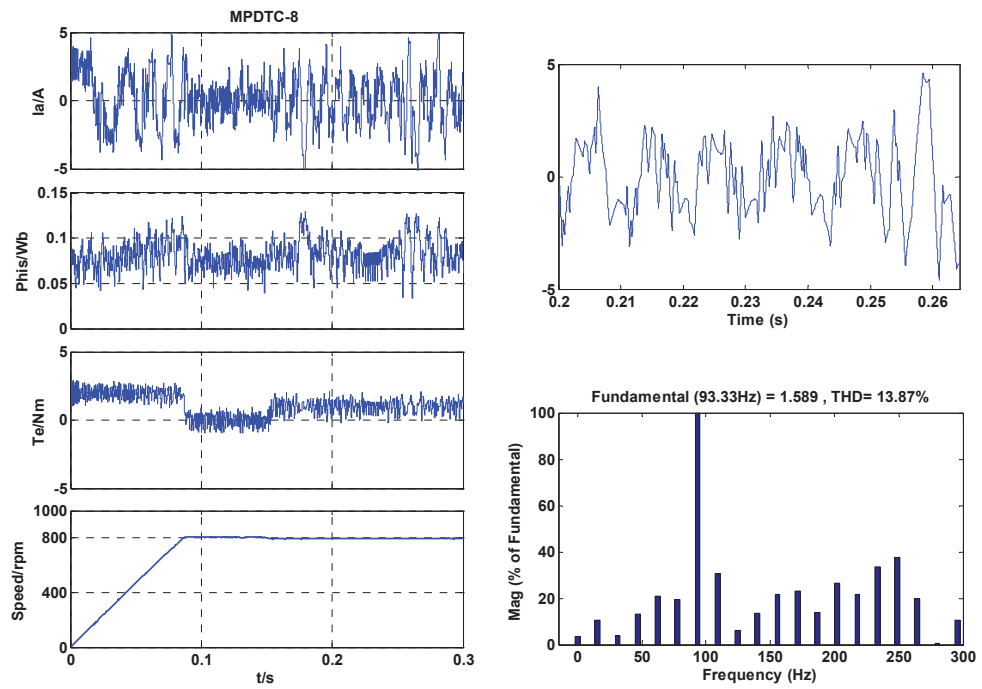 MPDTC-8
5
0
-5
Ia/A
0.15
0.1
0.05
0
Phis/Wb
5
0
-5
Te/Nm
1000
800
400
0
Speed/rpm
0 0.1 0.2 0.3
t/s
5
0
-5
0.2 0.21 0.22 0.23 0.24 0.25 0.26
Time (s)
Fundamental (93.33Hz) = 1.589 , THD= 13.87%
100
80
60
40
20
0
Mag (% of Fundamental)
0 50 100 150 200 250 300
Frequency (Hz)